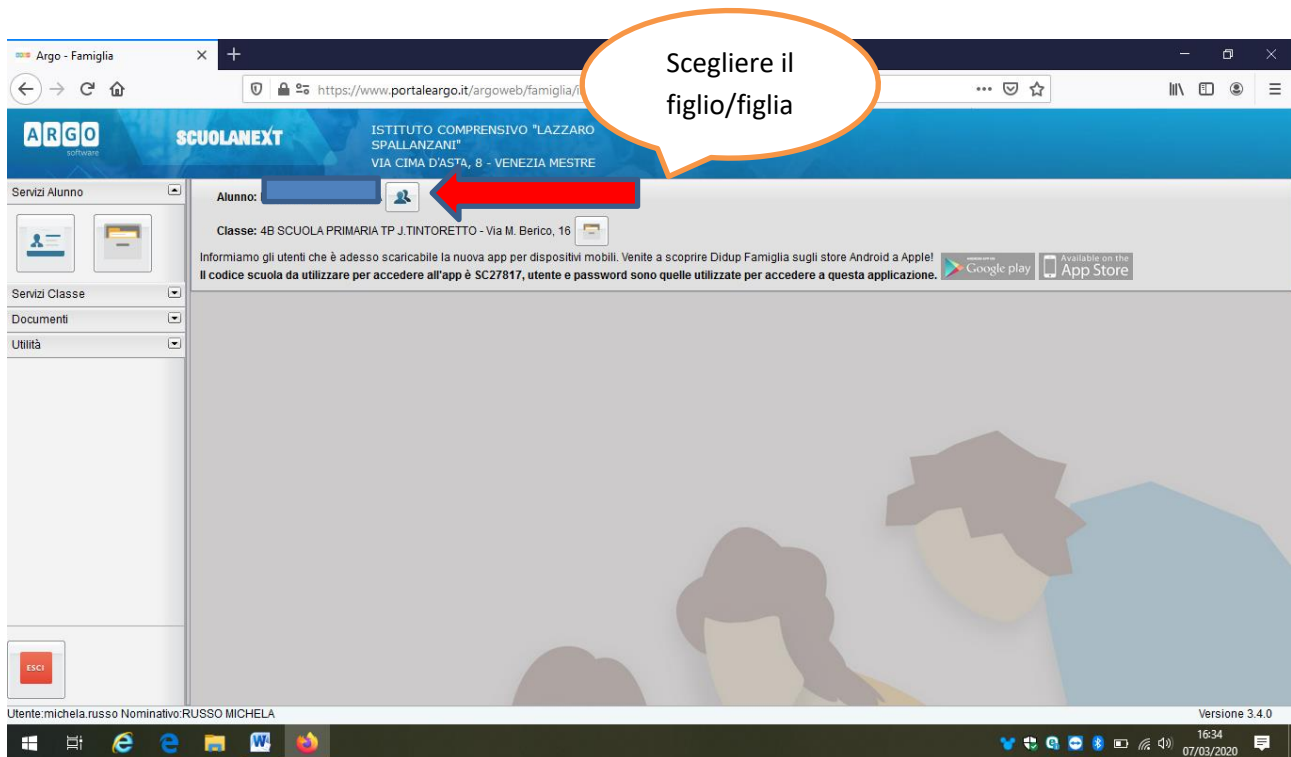 Scegliere il
figlio/figlia
Argo - Famiglia
https://www.portaleargo.it/argoweb/famiglia/
ARGO
software
SCUOLANEXT
ISTITUTO COMPRENSIVO "LAZZARO
SPALLANZANI"
VIA CIMA D'ASTA, 8 - VENEZIA MESTRE
Servizi Alunno
Alunno:
Classe: 4B SCUOLA PRIMARIA TP J.TINTORETTO - Via M. Berico, 16
Informiamo gli utenti che è adesso scaricabile la nuova app per dispositivi mobili. Venite a scoprire Didup Famiglia sugli store Android a Apple!
Il codice scuola da utilizzare per accedere all'app è SC27817, utente e password sono quelle utilizzate per accedere a questa applicazione.
Google play
Available on the
App Store
Servizi Classe
Documenti
Utilità
ESCI
Utente:michela.russo Nominativo:RUSSO MICHELA
Versione 3.4.0
16:34
07/03/2020